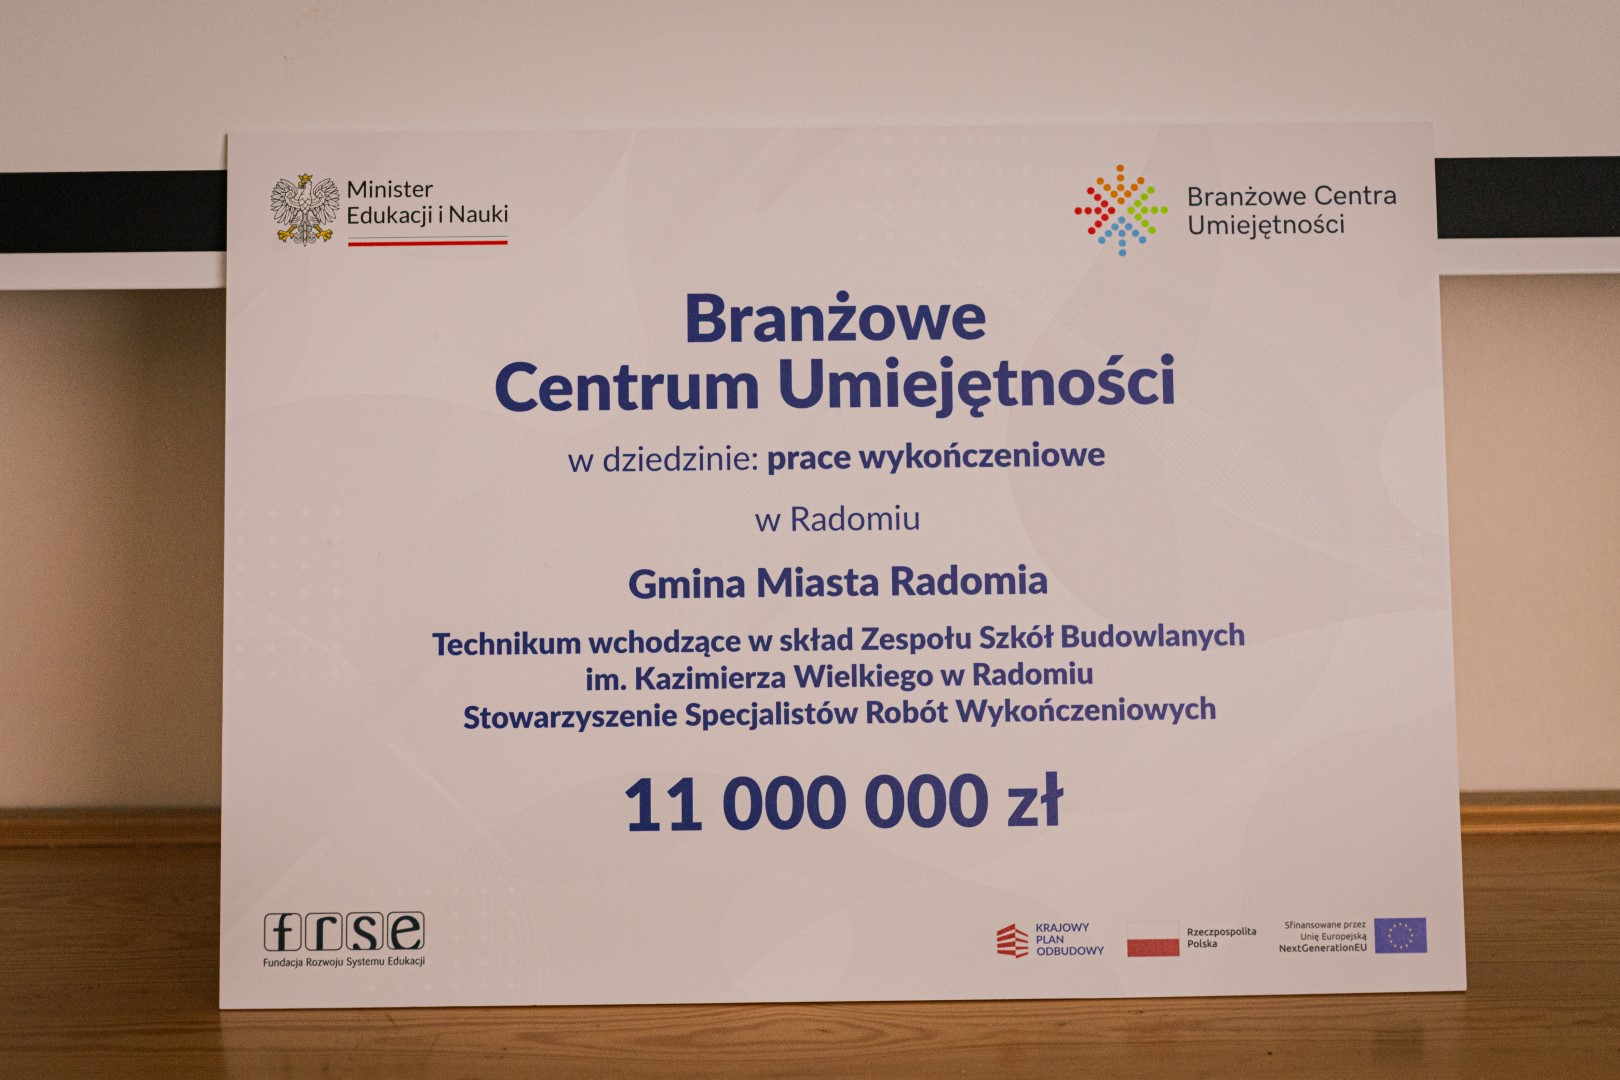 Minister
Edukacji i Nauki
Branżowe Centra
Umiejętności
Branżowe
Centrum Umiejętności
w dziedzinie: prace wykończeniowe
w Radomiu
Gmina Miasta Radomia
Technikum wchodzące w skład Zespołu Szkół Budowlanych
im. Kazimierza Wielkiego w Radomiu
Stowarzyszenie Specjalistów Robót Wykończeniowych
11 000 000 zł
frse
Fundacja Rozwoju Systemu Edukacji
KRAJOWY
PLAN
ODBUDOWY
Rzeczpospolita
Polska
Sfinansowane przez
Unię Europejską
NextGenerationEU